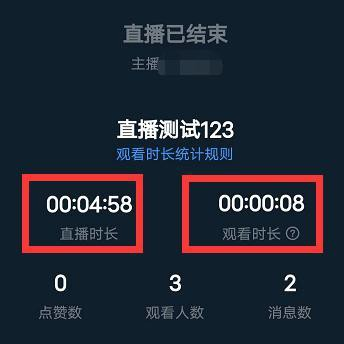 直播已结束
主播
直播测试123
观看时长统计规则
00:04:58 00:00:08
直播时长 观看时长 ?
0 3 2
点赞数 观看人数 消息数